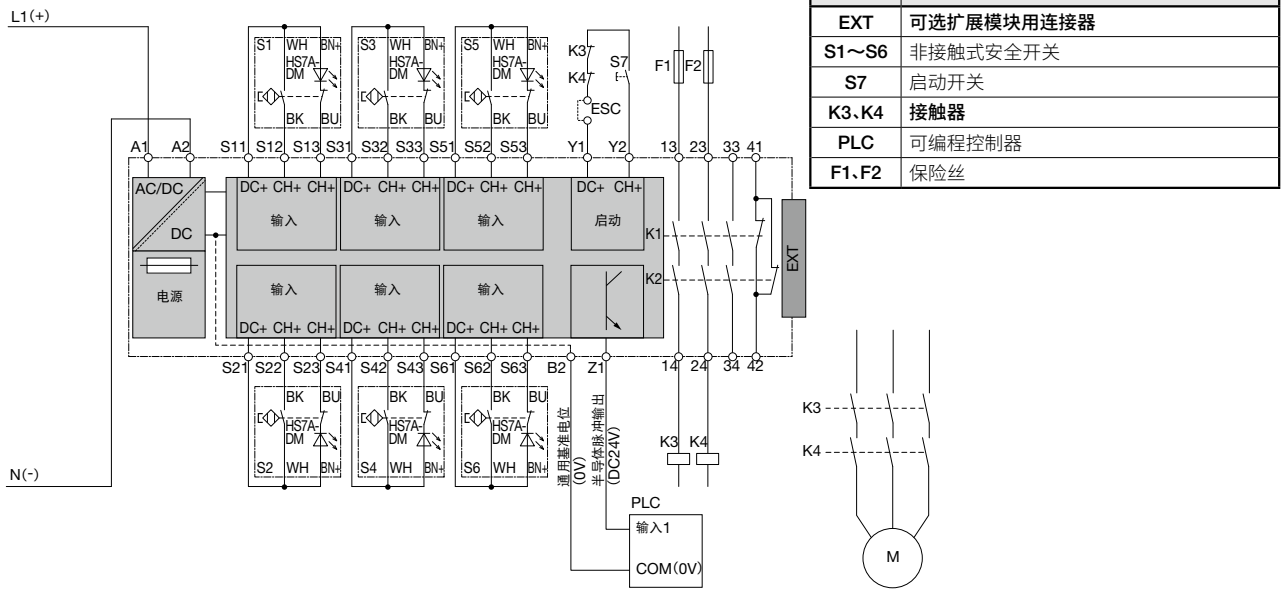 L1(+)
S1 WH BN+
HS7A-
DM
BK BU
S3 WH BN+
HS7A-
DM
BK BU
S5 WH BN+
HS7A-
DM
BK BU
K3
K4
S7
ESC
F1 F2
EXT 可选扩展模块用连接器
S1～S6 非接触式安全开关
S7 启动开关
K3、K4 接触器
PLC 可编程控制器
F1、F2 保险丝
A1 A2 S11 S12 S13 S31 S32 S33 S51 S52 S53 Y1 Y2 13 23 33 41
AC/DC
DC
电源
DC+ CH+ CH+ DC+ CH+ CH+ DC+ CH+ CH+ DC+ CH+
输入 输入 输入 启动
K1
K2
EXT
输入 输入 输入
DC+ CH+ CH+ DC+ CH+ CH+ DC+ CH+ CH+
S21 S22 S23 S41 S42 S43 S61 S62 S63 B2 Z1 14 24 34 42
BK BU
HS7A-
DM
S2 WH BN+
BK BU
HS7A-
DM
S4 WH BN+
BK BU
HS7A-
DM
S6 WH BN+
通用基准电位
(0V)
半导体脉冲输出
(DC24V)
K3 K4
N(-)
PLC
输入1
COM(0V)
K3
K4
M